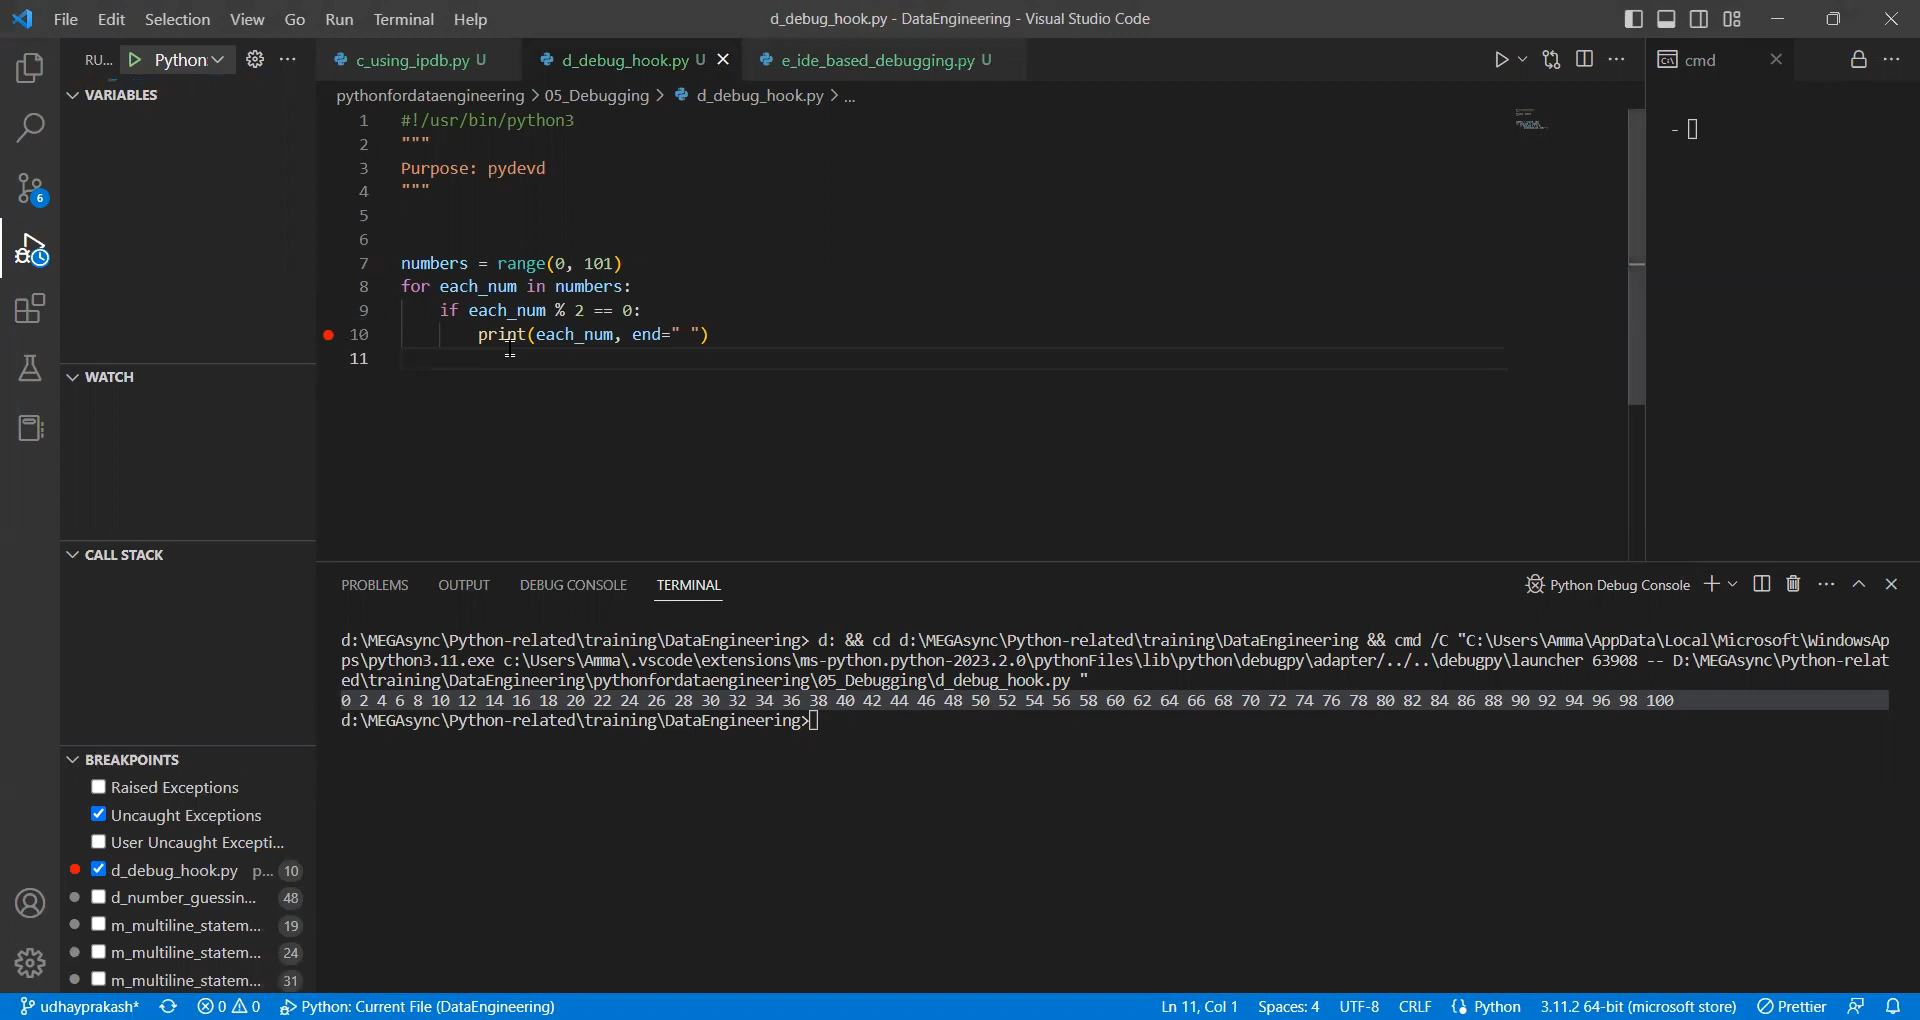 File Edit Selection View Go Run Terminal Help
d_debug_hook.py - DataEngineering - Visual Studio Code
RU... Python:
c_using_ipdb.py U
d_debug_hook.py U
e_ide_based_debugging.py U
cmd
VARIABLES
pythonfordataengineering > 05_Debugging > d_debug_hook.py > ...
1 #!/usr/bin/python3
2 """
3 Purpose: pydevd
4 """
5
6
7 numbers = range(0, 101)
8 for each_num in numbers:
9 if each_num % 2 == 0:
10 print(each_num, end=" ")
11
6
WATCH
CALL STACK
PROBLEMS OUTPUT DEBUG CONSOLE TERMINAL
Python Debug Console
d:\MEGAsync\Python-related\training\DataEngineering> d: && cd d:\MEGAsync\Python-related\training\DataEngineering && cmd /C "C:\Users\Amma\AppData\Local\Microsoft\WindowsAp
ps\python3.11.exe c:\Users\Amma\.vscode\extensions\ms-python.python-2023.2.0\pythonFiles\lib\python\debugpy\adapter/../..\debugpy\launcher 63908 -- D:\MEGAsync\Python-relat
ed\training\DataEngineering\pythonfordataengineering\05_Debugging\d_debug_hook.py "
0 2 4 6 8 10 12 14 16 18 20 22 24 26 28 30 32 34 36 38 40 42 44 46 48 50 52 54 56 58 60 62 64 66 68 70 72 74 76 78 80 82 84 86 88 90 92 94 96 98 100
d:\MEGAsync\Python-related\training\DataEngineering>
BREAKPOINTS
Raised Exceptions
Uncaught Exceptions
User Uncaught Excepti...
d_debug_hook.py p... 10
d_number_guessin... 48
m_multiline_statem... 19
m_multiline_statem... 24
m_multiline_statem... 31
udhayprakash* 0 0 Python: Current File (DataEngineering)
Ln 11, Col 1 Spaces: 4 UTF-8 CRLF Python 3.11.2 64-bit (microsoft store) Prettier